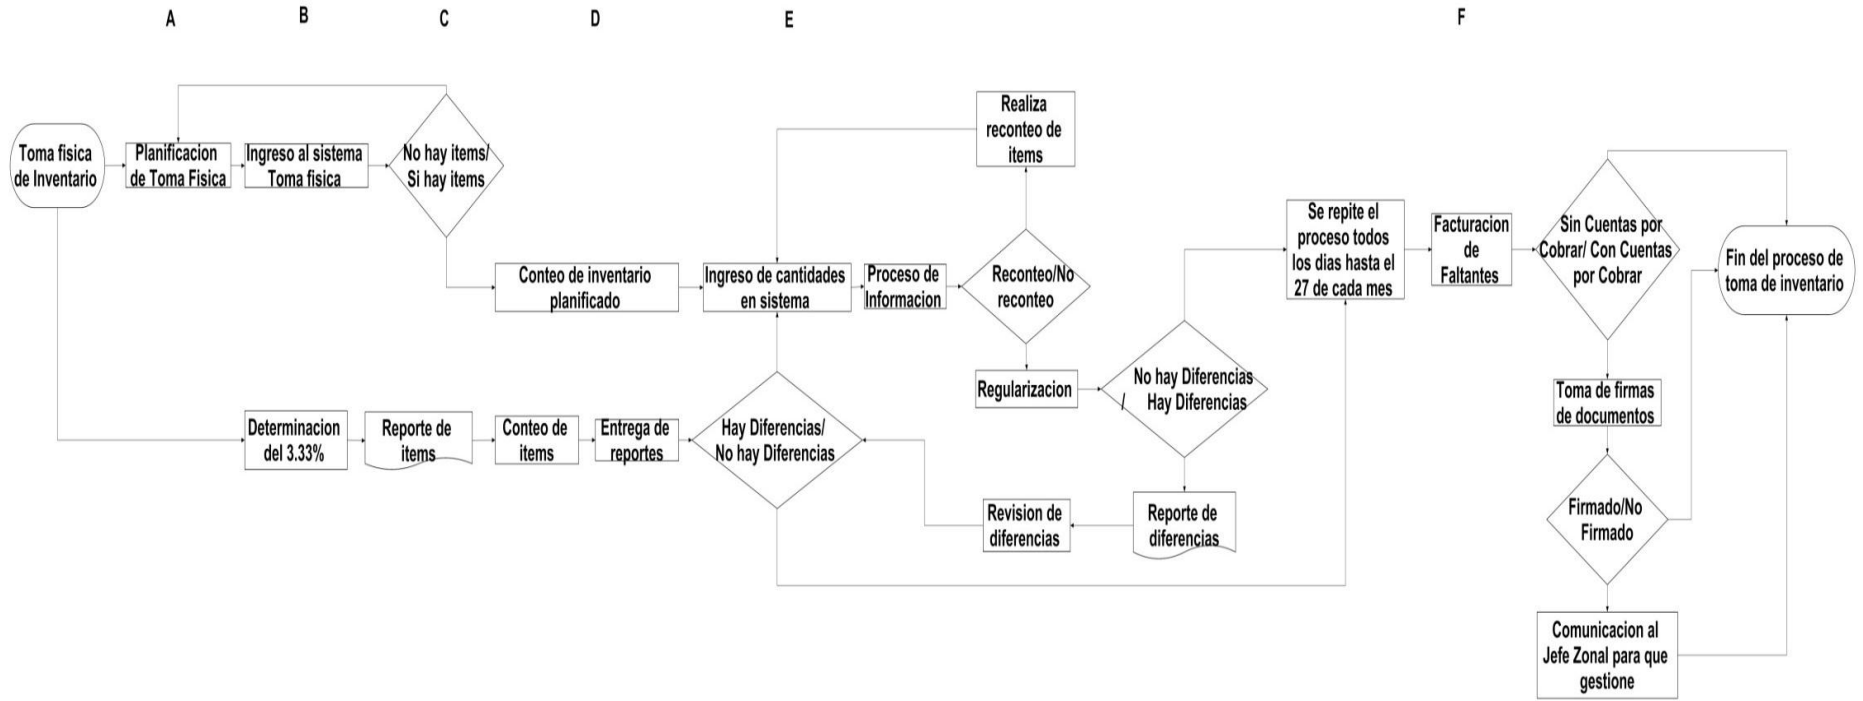 A
B
C
D
E
F
Toma fisica
de Inventario
Planificacion
de Toma Fisica
Ingreso al sistema
Toma fisica
No hay items/
Si hay items
Conteo de inventario
planificado
Ingreso de cantidades
en sistema
Proceso de
Informacion
Realiza
reconteo de
items
Reconteo/No
reconteo
Regularizacion
No hay Diferencias
/ Hay Diferencias
Se repite el
proceso todos
los dias hasta el
27 de cada mes
Facturacion
de
Faltantes
Sin Cuentas por
Cobrar/ Con Cuentas
por Cobrar
Fin del proceso de
toma de inventario
Determinacion
del 3.33%
Reporte de
items
Conteo de
items
Entrega de
reportes
Hay Diferencias/
No hay Diferencias
Revision de
diferencias
Reporte de
diferencias
Toma de firmas
de documentos
Firmado/No
Firmado
Comunicacion al
Jefe Zonal para que
gestione